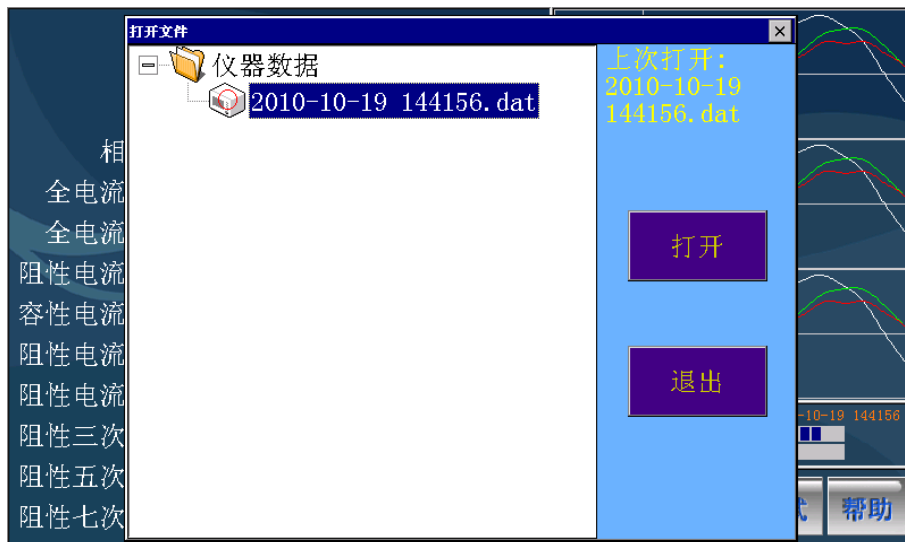 打开文件
仪器数据
2010-10-19 144156.dat
上次打开:
2010-10-19
144156.dat
打开
退出
相
全电流
全电流
阻性电流
容性电流
阻性电流
阻性电流
阻性三次
阻性五次
阻性七次
-10-19 144156
帮助